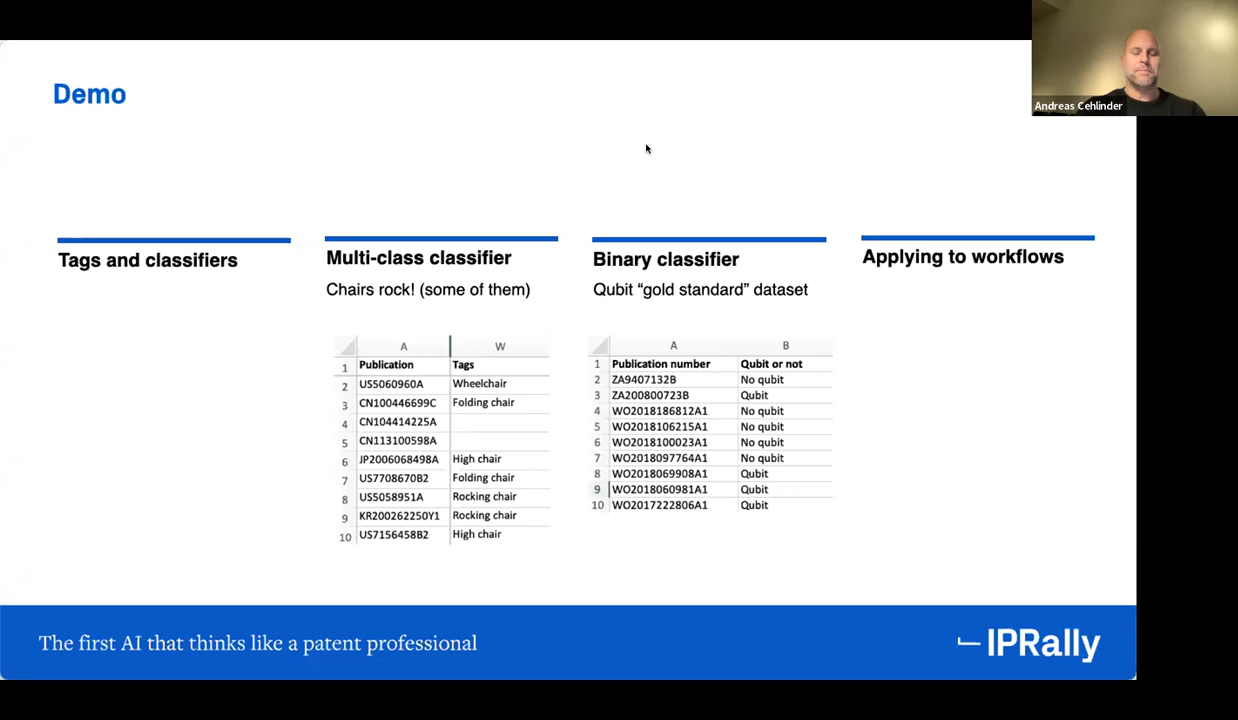 Andreas Cehlinder
Demo
Tags and classifiers
Multi-class classifier
Chairs rock! (some of them)
A W
1 Publication Tags
2 US5060960A Wheelchair
3 CN100446699C Folding chair
4 CN104414225A
5 CN113100598A
6 JP2006068498A High chair
7 US7708670B2 Folding chair
8 US5058951A Rocking chair
9 KR200262250Y1 Rocking chair
10 US7156458B2 High chair
Binary classifier
Qubit “gold standard” dataset
A B
1 Publication number Qubit or not
2 ZA9407132B No qubit
3 ZA200800723B Qubit
4 WO2018186812A1 No qubit
5 WO2018106215A1 No qubit
6 WO2018100023A1 No qubit
7 WO2018097764A1 No qubit
8 WO2018069908A1 Qubit
9 WO2018060981A1 Qubit
10 WO2017222806A1 Qubit
Applying to workflows
The first AI that thinks like a patent professional
IPRally